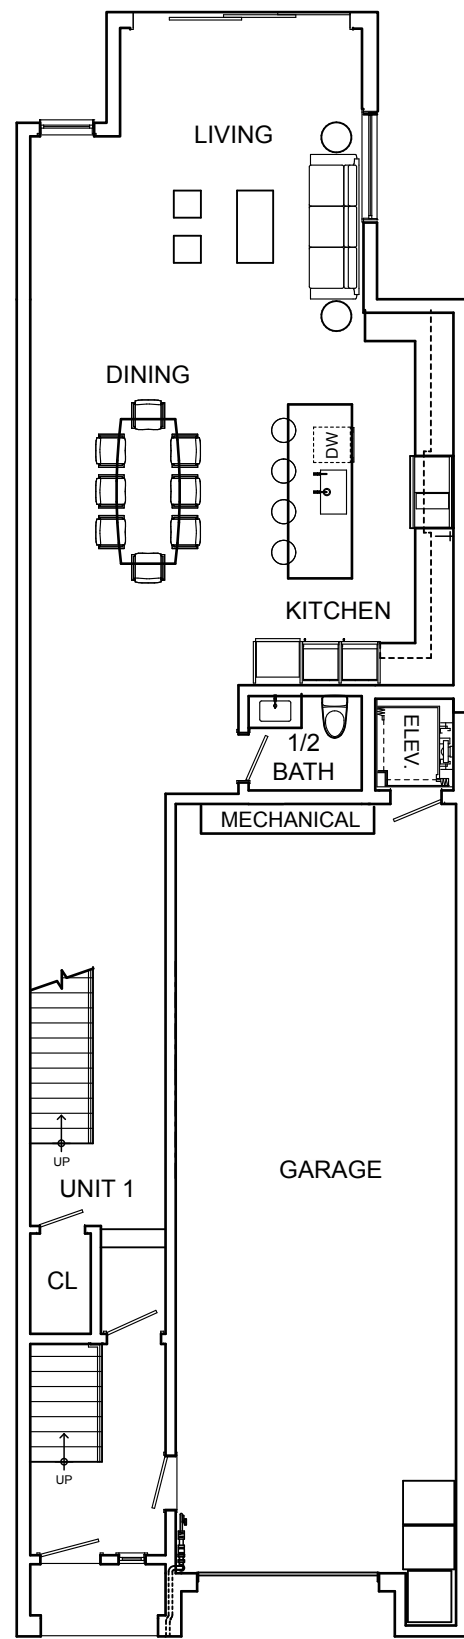 LIVING
DINING
DW
KITCHEN
1/2
BATH
ELEV.
MECHANICAL
UP
UNIT 1
GARAGE
CL
UP